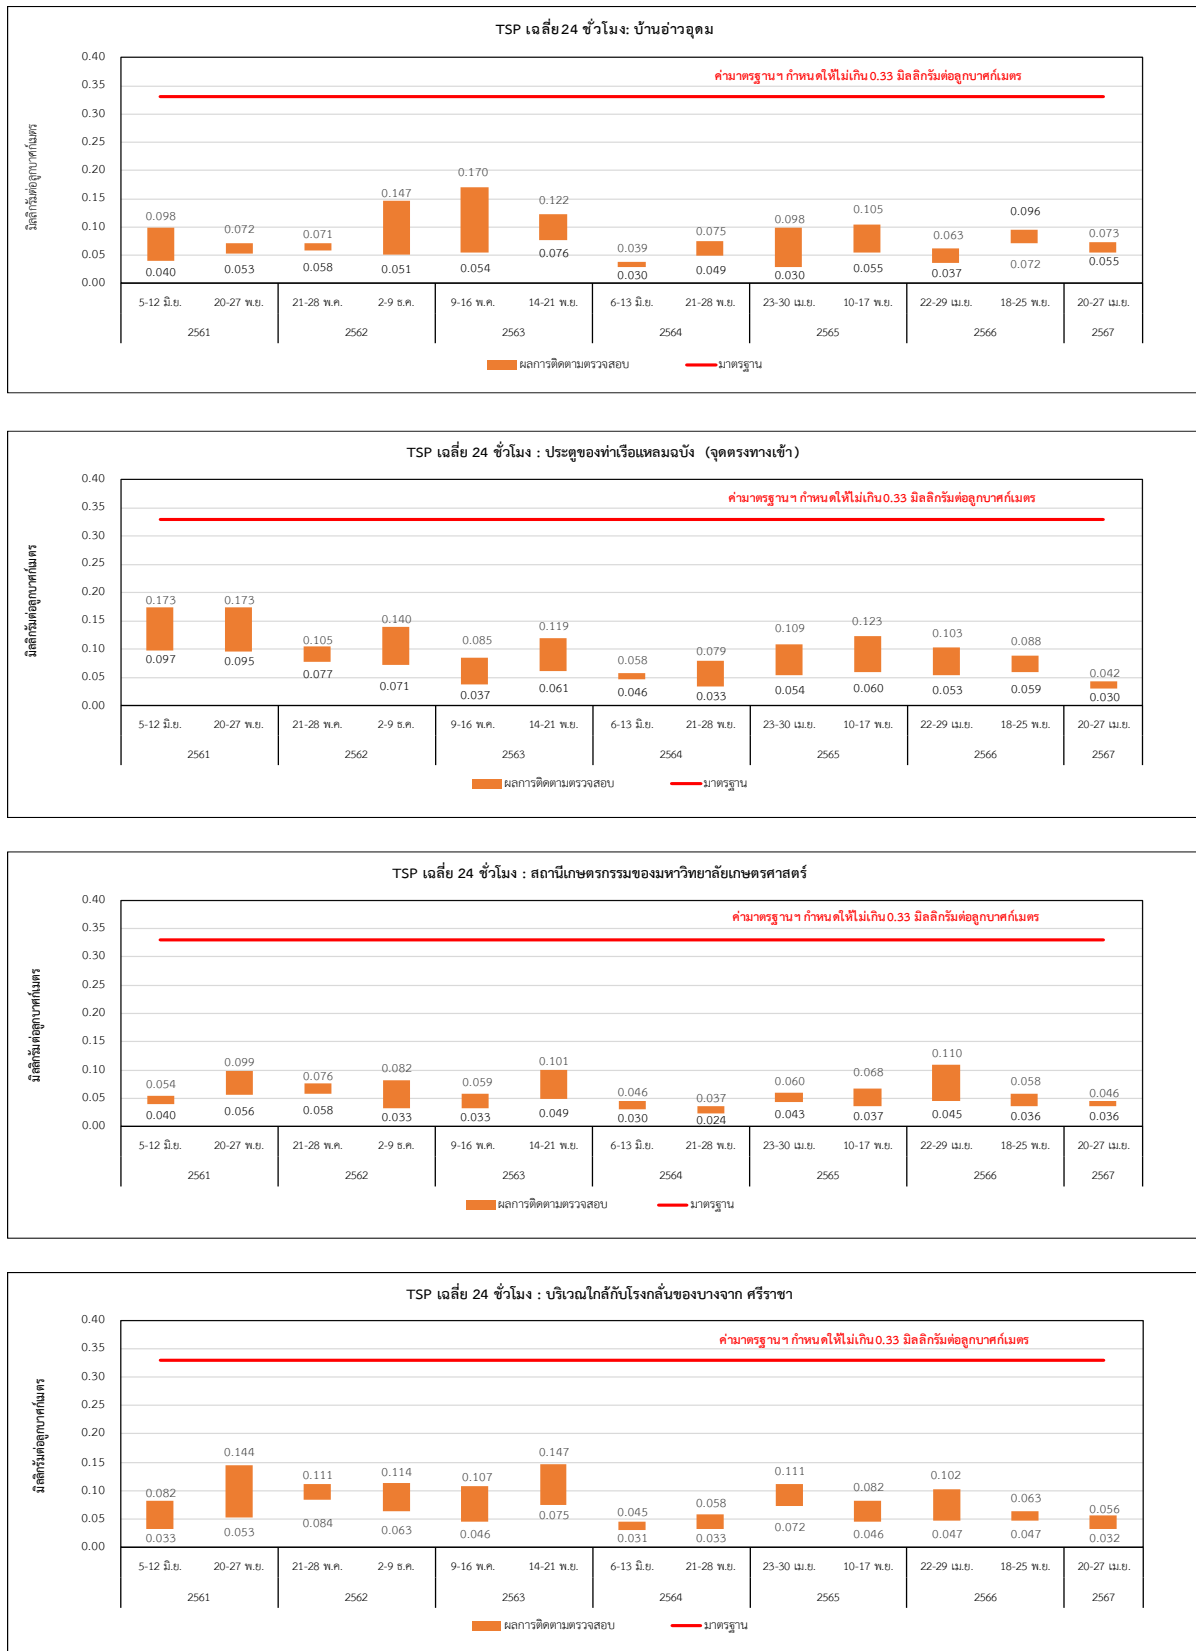 TSP เฉลี่ย 24 ชั่วโมง: บ้านอ่าวอุดม
ค่ามาตรฐานฯ กำหนดให้ไม่เกิน 0.33 มิลลิกรัมต่อลูกบาศก์เมตร
มิลลิกรัมต่อลูกบาศก์เมตร
0.40
0.35
0.30
0.25
0.20
0.15
0.10
0.05
0.00
0.098 0.072 0.071 0.147 0.170 0.122 0.039 0.075 0.098 0.105 0.063 0.096 0.073
0.040 0.053 0.058 0.051 0.054 0.076 0.030 0.049 0.030 0.055 0.037 0.072 0.055
5-12 มิ.ย. 20-27 พ.ย. 21-28 พ.ค. 2-9 ธ.ค. 9-16 พ.ค. 14-21 พ.ย. 6-13 มิ.ย. 21-28 พ.ย. 23-30 เม.ย. 10-17 พ.ย. 22-29 เม.ย. 18-25 พ.ย. 20-27 เม.ย.
2561 2562 2563 2564 2565 2566 2567
ผลการติดตามตรวจสอบ มาตรฐาน
TSP เฉลี่ย 24 ชั่วโมง : ประตูของท่าเรือแหลมฉบัง (จุดตรงทางเข้า)
ค่ามาตรฐานฯ กำหนดให้ไม่เกิน 0.33 มิลลิกรัมต่อลูกบาศก์เมตร
มิลลิกรัมต่อลูกบาศก์เมตร
0.40
0.35
0.30
0.25
0.20
0.15
0.10
0.05
0.00
0.173 0.173 0.105 0.140 0.085 0.119 0.058 0.079 0.109 0.123 0.103 0.088 0.042
0.097 0.095 0.077 0.071 0.037 0.061 0.046 0.033 0.054 0.060 0.053 0.059 0.030
5-12 มิ.ย. 20-27 พ.ย. 21-28 พ.ค. 2-9 ธ.ค. 9-16 พ.ค. 14-21 พ.ย. 6-13 มิ.ย. 21-28 พ.ย. 23-30 เม.ย. 10-17 พ.ย. 22-29 เม.ย. 18-25 พ.ย. 20-27 เม.ย.
2561 2562 2563 2564 2565 2566 2567
ผลการติดตามตรวจสอบ มาตรฐาน
TSP เฉลี่ย 24 ชั่วโมง : สถานีเกษตรกรรมของมหาวิทยาลัยเกษตรศาสตร์
ค่ามาตรฐานฯ กำหนดให้ไม่เกิน 0.33 มิลลิกรัมต่อลูกบาศก์เมตร
มิลลิกรัมต่อลูกบาศก์เมตร
0.40
0.35
0.30
0.25
0.20
0.15
0.10
0.05
0.00
0.054 0.099 0.076 0.082 0.059 0.101 0.046 0.037 0.060 0.068 0.110 0.058 0.046
0.040 0.056 0.058 0.033 0.033 0.049 0.030 0.024 0.043 0.037 0.045 0.036 0.036
5-12 มิ.ย. 20-27 พ.ย. 21-28 พ.ค. 2-9 ธ.ค. 9-16 พ.ค. 14-21 พ.ย. 6-13 มิ.ย. 21-28 พ.ย. 23-30 เม.ย. 10-17 พ.ย. 22-29 เม.ย. 18-25 พ.ย. 20-27 เม.ย.
2561 2562 2563 2564 2565 2566 2567
ผลการติดตามตรวจสอบ มาตรฐาน
TSP เฉลี่ย 24 ชั่วโมง : บริเวณใกล้กับโรงกลั่นของบางจาก ศรีราชา
ค่ามาตรฐานฯ กำหนดให้ไม่เกิน 0.33 มิลลิกรัมต่อลูกบาศก์เมตร
มิลลิกรัมต่อลูกบาศก์เมตร
0.40
0.35
0.30
0.25
0.20
0.15
0.10
0.05
0.00
0.082 0.144 0.111 0.114 0.107 0.147 0.045 0.058 0.111 0.082 0.102 0.063 0.056
0.033 0.053 0.084 0.063 0.046 0.075 0.031 0.033 0.072 0.046 0.047 0.047 0.032
5-12 มิ.ย. 20-27 พ.ย. 21-28 พ.ค. 2-9 ธ.ค. 9-16 พ.ค. 14-21 พ.ย. 6-13 มิ.ย. 21-28 พ.ย. 23-30 เม.ย. 10-17 พ.ย. 22-29 เม.ย. 18-25 พ.ย. 20-27 เม.ย.
2561 2562 2563 2564 2565 2566 2567
ผลการติดตามตรวจสอบ มาตรฐาน